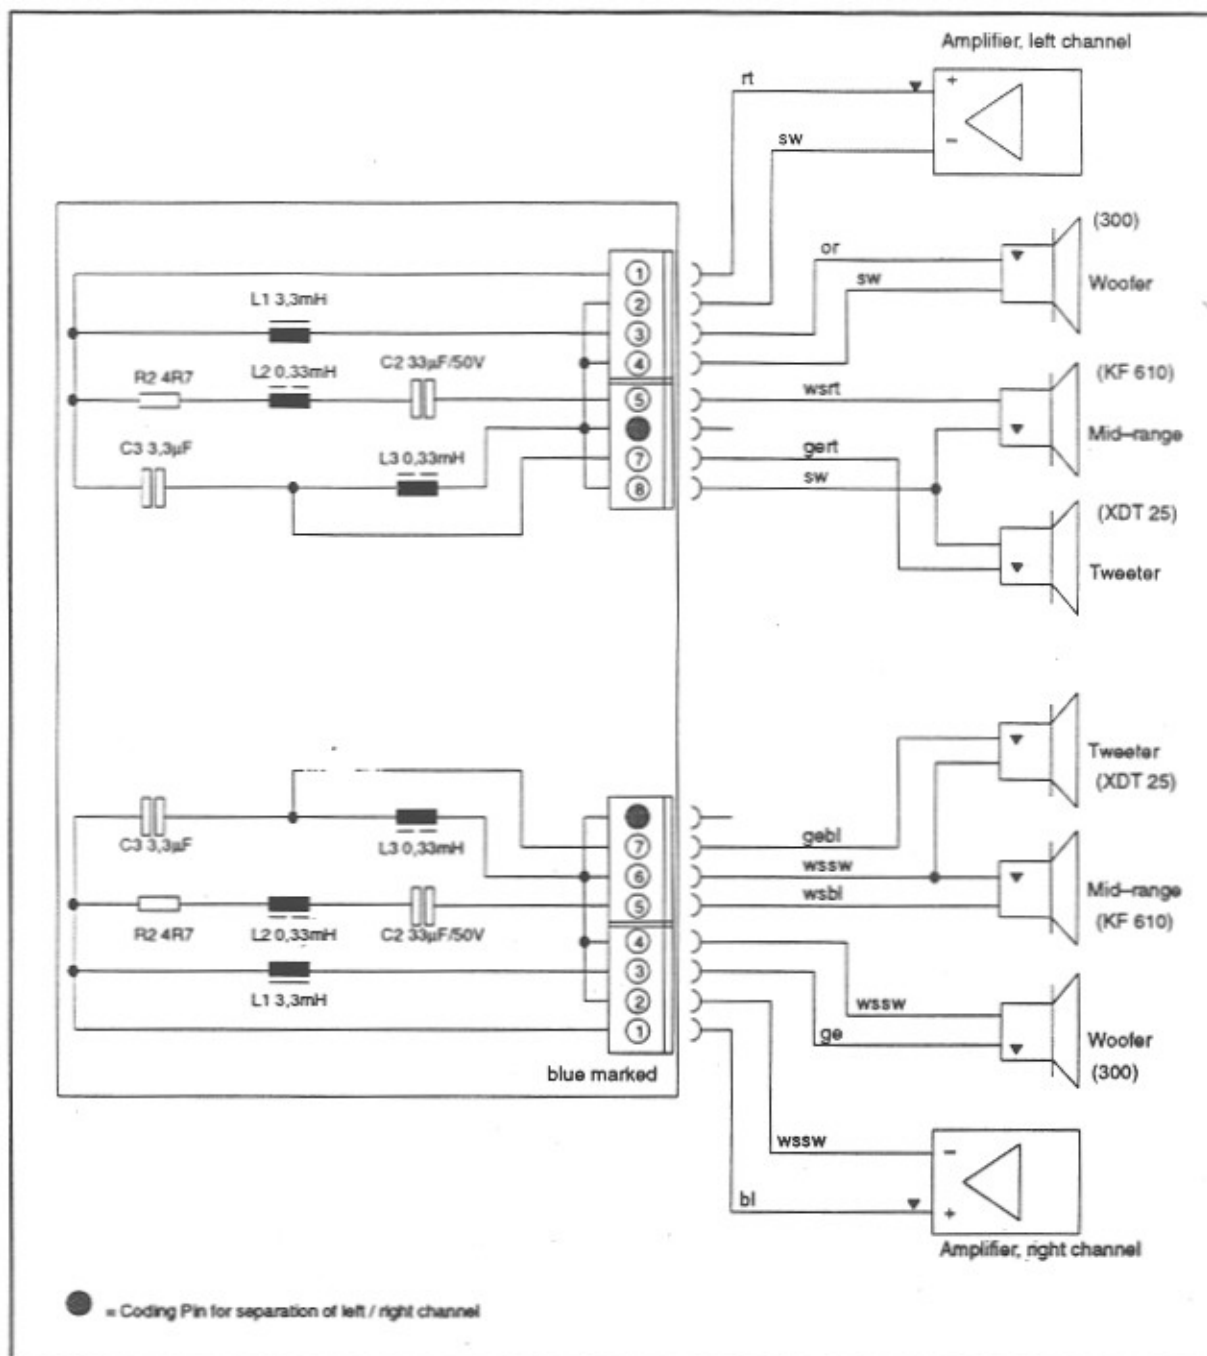 Amplifier, left channel
rt
+
sw
−
(300)
or
Woofer
sw
1
L1 3,3mH
2
3
4
R2 4R7
L2 0,33mH
C2 33µF/50V
(KF 610)
wsrt
5
Mid–range
C3 3,3µF
L3 0,33mH
gert
7
sw
8
(XDT 25)
Tweeter
Tweeter
(XDT 25)
C3 3,3µF
L3 0,33mH
gebl
7
wssw
6
wsbl
5
Mid–range
(KF 610)
R2 4R7
L2 0,33mH
C2 33µF/50V
4
3
L1 3,3mH
2
1
wssw
ge
Woofer
(300)
blue marked
wssw
−
bl
+
Amplifier, right channel
= Coding Pin for separation of left / right channel